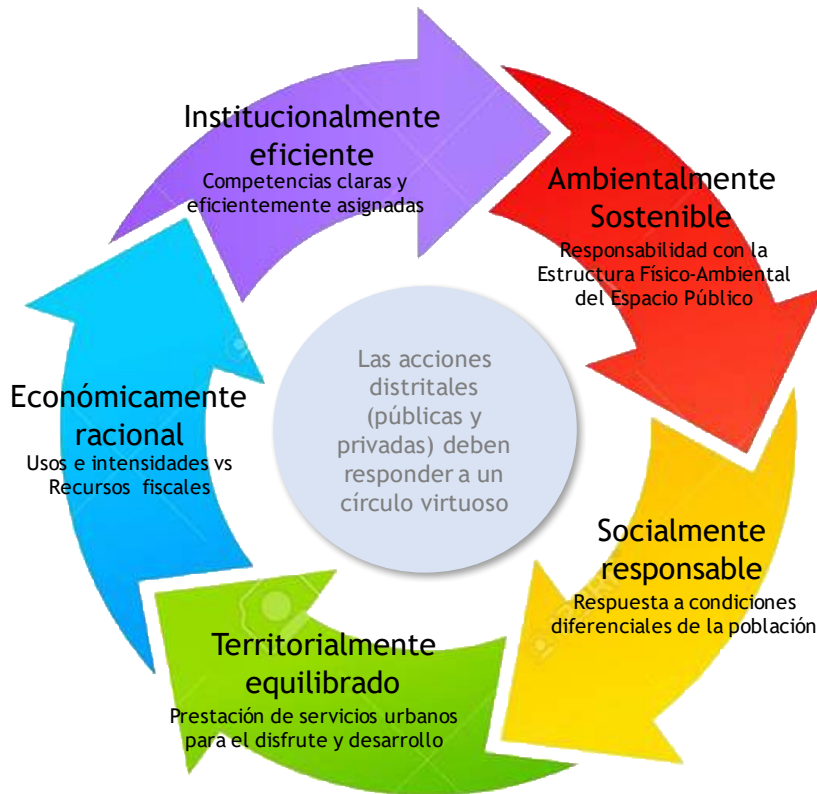 Institucionalmente
eficiente
Competencias claras y
eficientemente asignadas
Ambientalmente
Sostenible
Responsabilidad con la
Estructura Físico-Ambiental
del Espacio Público
Las acciones
distritales
(públicas y
privadas) deben
responder a un
círculo virtuoso
Económicamente
racional
Usos e intensidades vs
Recursos fiscales
Socialmente
responsable
Respuesta a condiciones
diferenciales de la población
Territorialmente
equilibrado
Prestación de servicios urbanos
para el disfrute y desarrollo